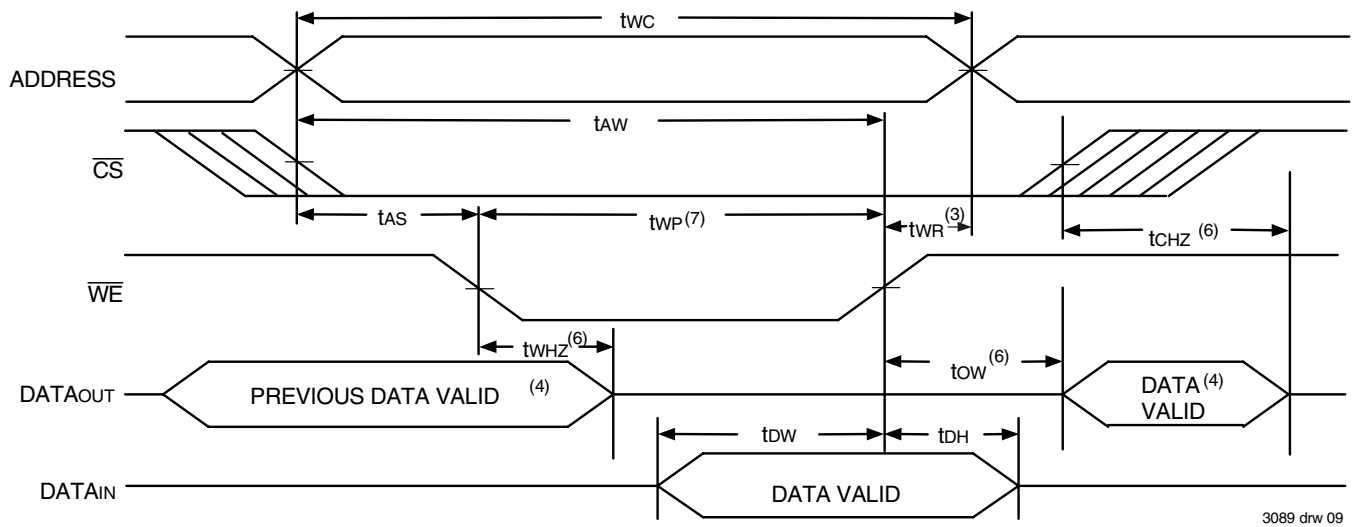 tWC
ADDRESS
tAW
CS
tAS
tWP(7)
tWR(3)
tCHZ(6)
WE
tWHZ(6)
tOW(6)
DATAOUT
PREVIOUS DATA VALID (4)
DATA(4)
VALID
tDW
tDH
DATAIN
DATA VALID
3089 drw 09